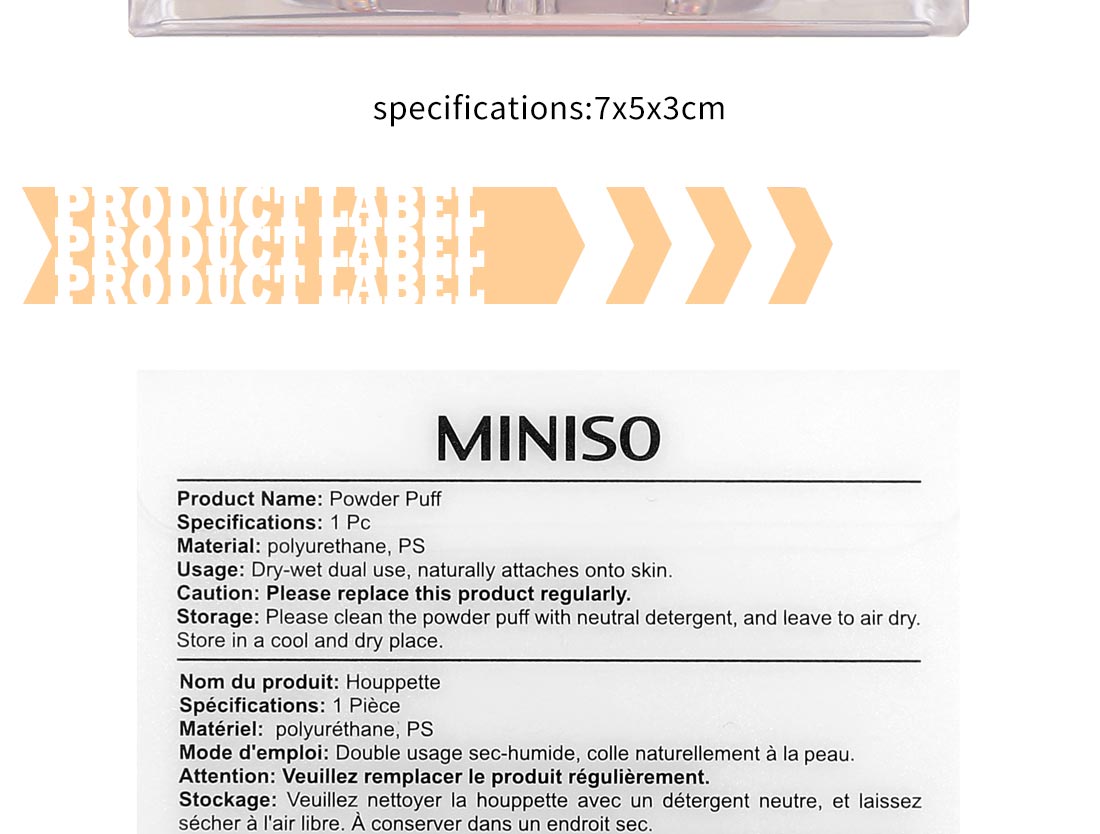 specifications:7x5x3cm
PRODUCT LABEL
PRODUCT LABEL
PRODUCT LABEL
MINISO
Product Name: Powder Puff
Specifications: 1 Pc
Material: polyurethane, PS
Usage: Dry-wet dual use, naturally attaches onto skin.
Caution: Please replace this product regularly.
Storage: Please clean the powder puff with neutral detergent, and leave to air dry.
Store in a cool and dry place.
Nom du produit: Houppette
Spécifications: 1 Pièce
Matériel: polyuréthane, PS
Mode d'emploi: Double usage sec-humide, colle naturellement à la peau.
Attention: Veuillez remplacer le produit régulièrement.
Stockage: Veuillez nettoyer la houppette avec un détergent neutre, et laissez
sécher à l'air libre. À conserver dans un endroit sec.